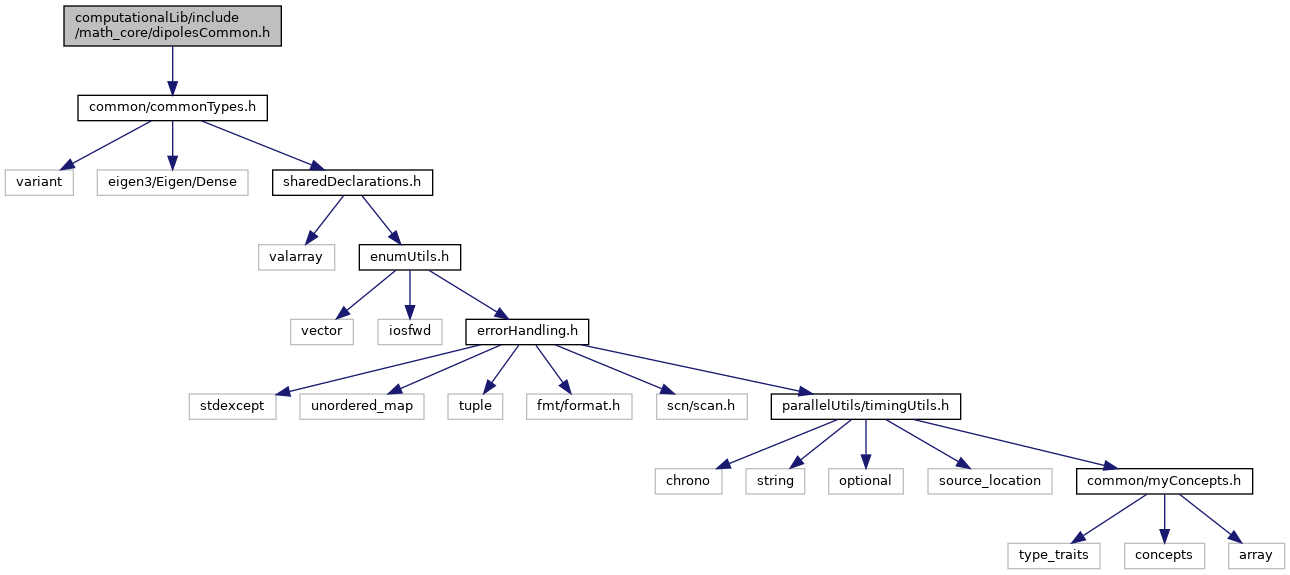 computationalLib/include
/math_core/dipolesCommon.h
common/commonTypes.h
variant
eigen3/Eigen/Dense
sharedDeclarations.h
valarray
enumUtils.h
vector
iosfwd
errorHandling.h
stdexcept
unordered_map
tuple
fmt/format.h
scn/scan.h
parallelUtils/timingUtils.h
chrono
string
optional
source_location
common/myConcepts.h
type_traits
concepts
array